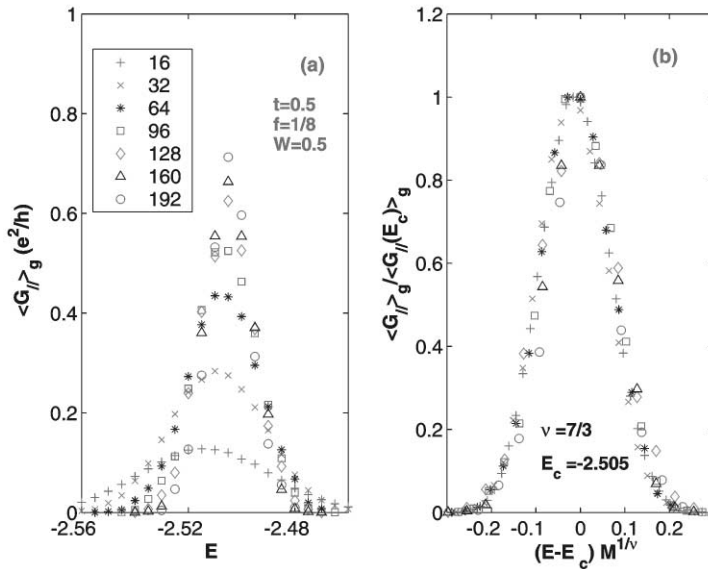 1
0.8
0.6
0.4
0.2
0
<G//>g (e²/h)
16
32
64
96
128
160
192
(a)
t=0.5
f=1/8
W=0.5
-2.56
-2.52
-2.48
E
1.2
1
0.8
0.6
0.4
0.2
0
<G//>g/<G//(Ec)>g
(b)
ν =7/3
Ec=-2.505
-0.2
-0.1
0
0.1
0.2
(E-Ec) M1/ν